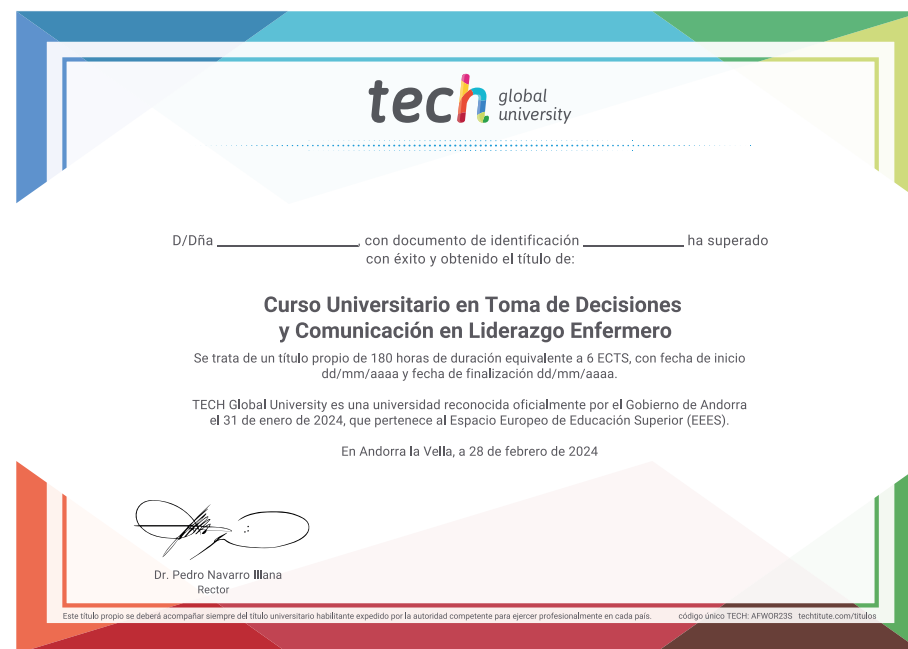 tech global university
D/Dña ____________________, con documento de identificación ______________ ha superado
con éxito y obtenido el título de:
Curso Universitario en Toma de Decisiones
y Comunicación en Liderazgo Enfermero
Se trata de un título propio de 180 horas de duración equivalente a 6 ECTS, con fecha de inicio
dd/mm/aaaa y fecha de finalización dd/mm/aaaa.
TECH Global University es una universidad reconocida oficialmente por el Gobierno de Andorra
el 31 de enero de 2024, que pertenece al Espacio Europeo de Educación Superior (EEES).
En Andorra la Vella, a 28 de febrero de 2024
Dr. Pedro Navarro Illana
Rector
Este título propio se deberá acompañar siempre del título universitario habilitante expedido por la autoridad competente para ejercer profesionalmente en cada país. código único TECH: AFWOR23S techtitute.com/titulos